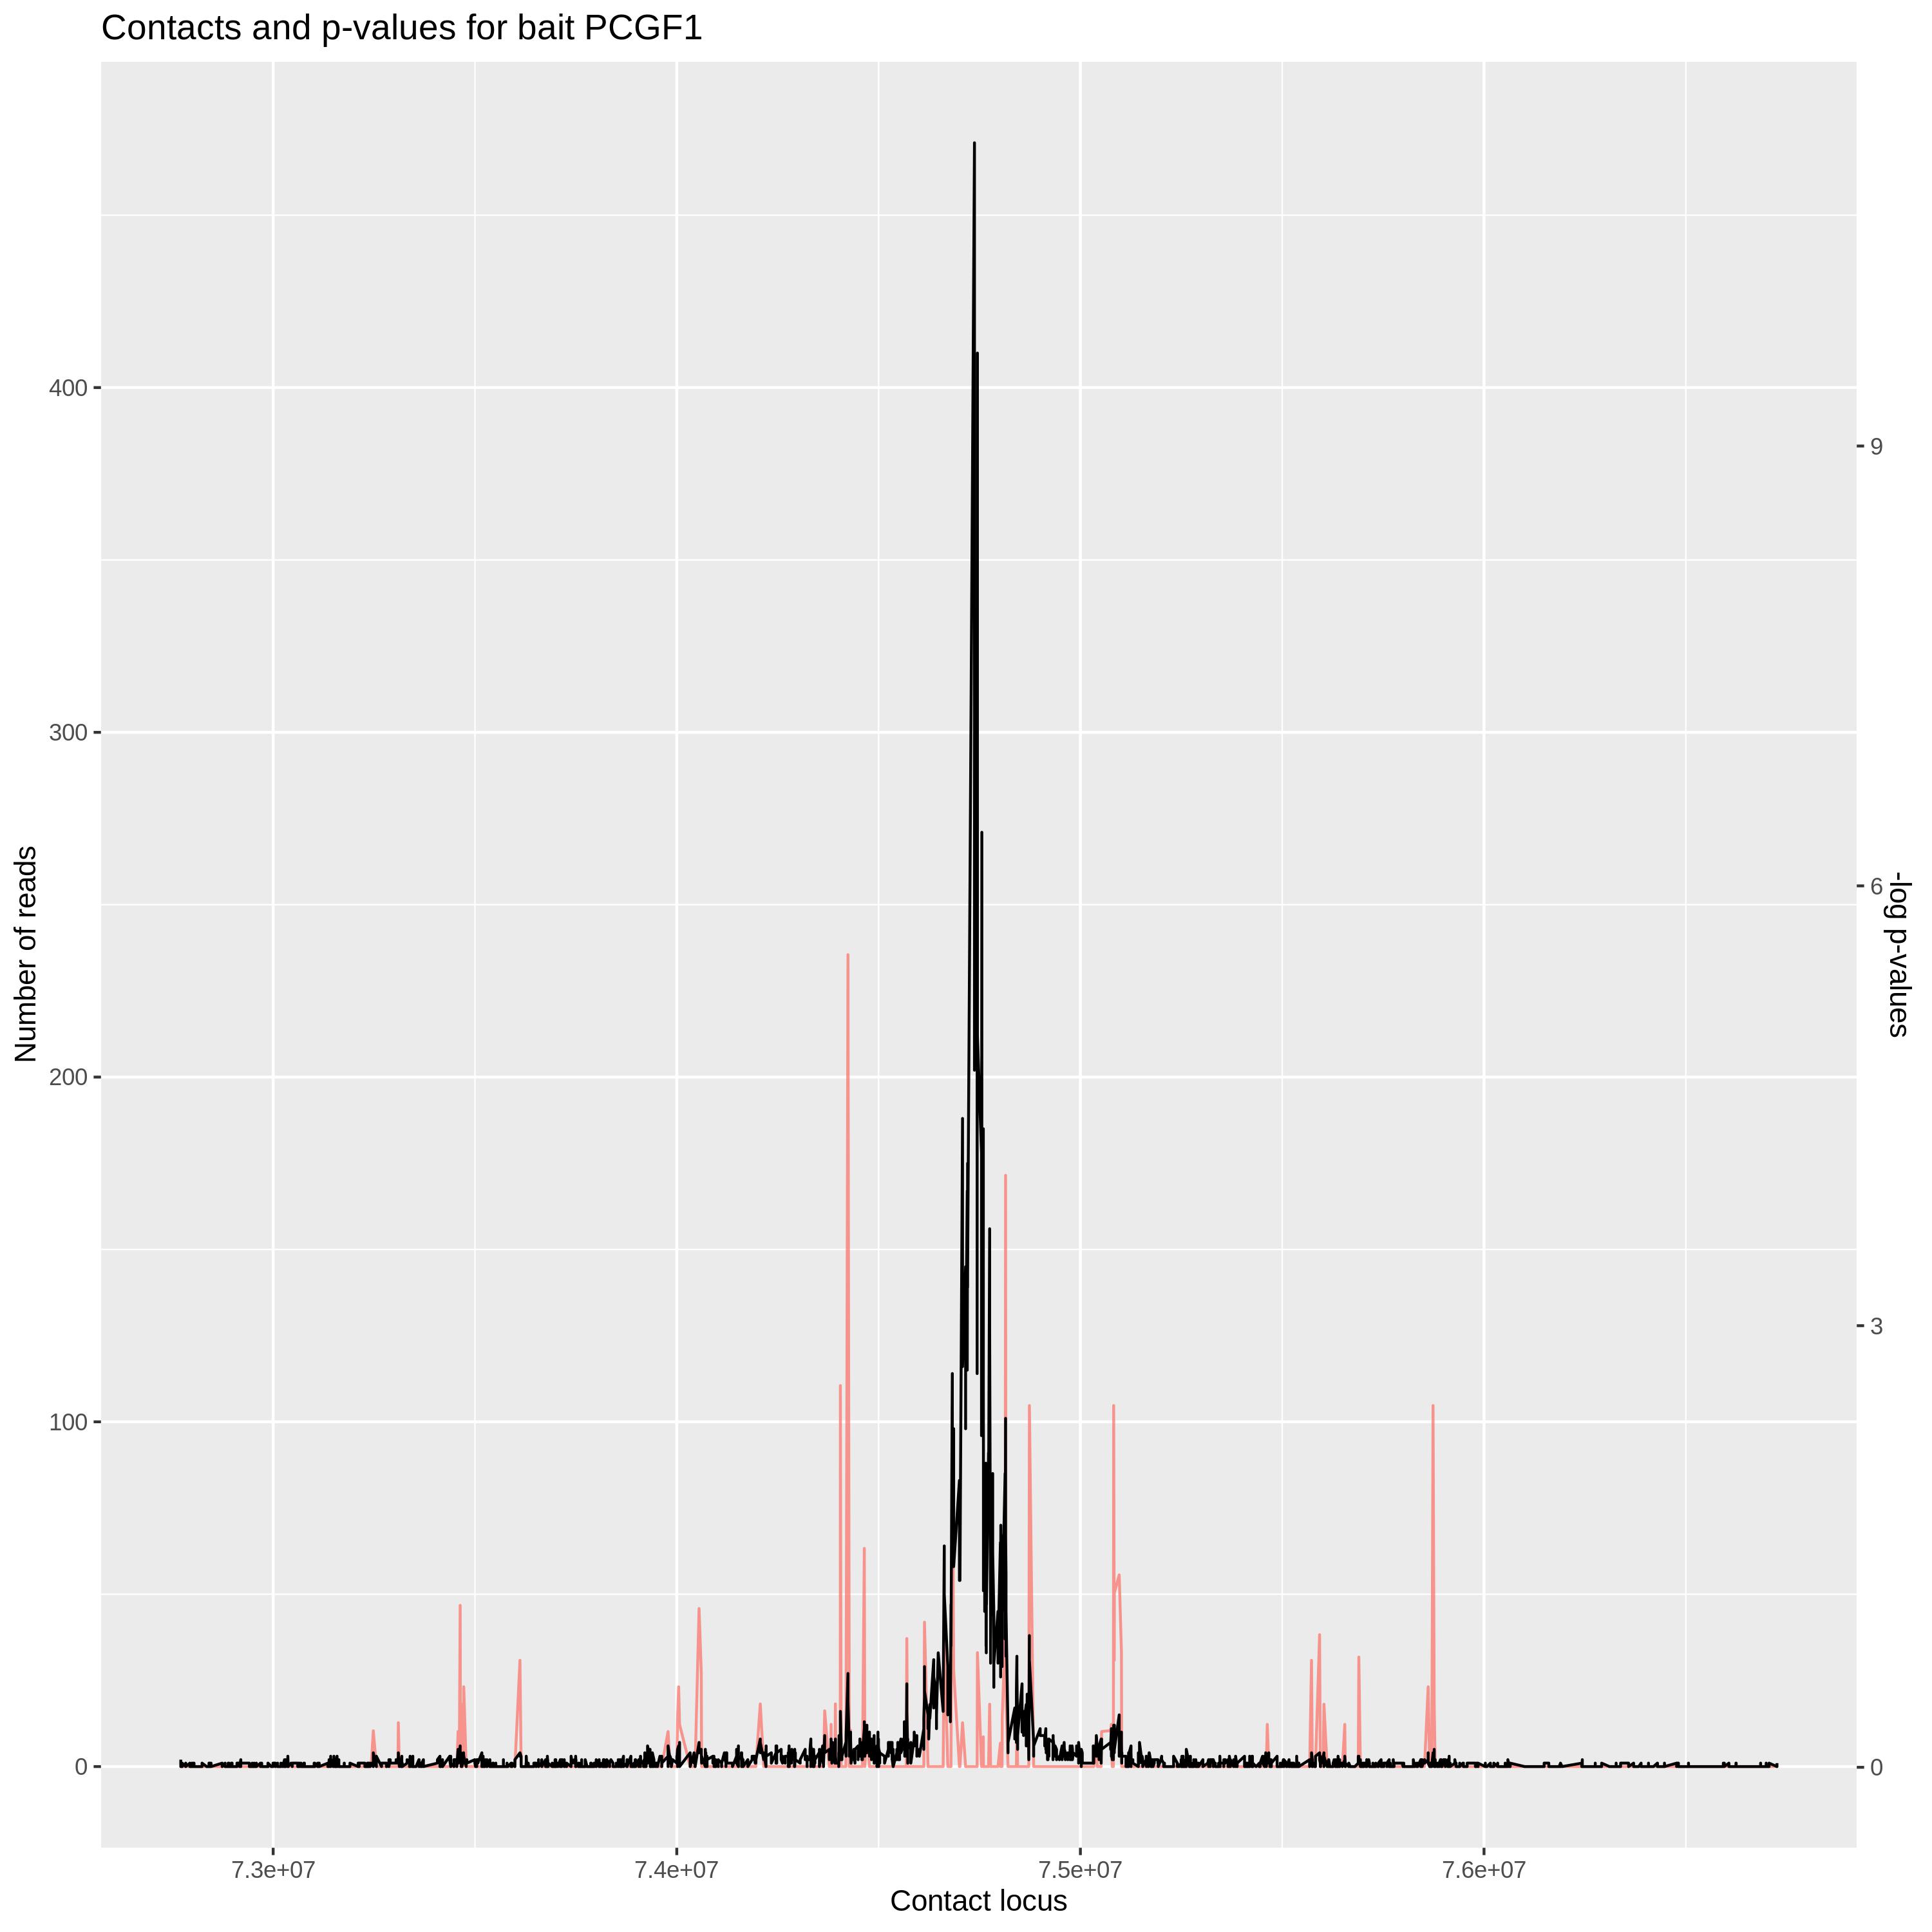 Contacts and p-values for bait PCGF1
400
300
200
100
0
9
6
3
0
Number of reads
-log p-values
7.3e+07
7.4e+07
7.5e+07
7.6e+07
Contact locus